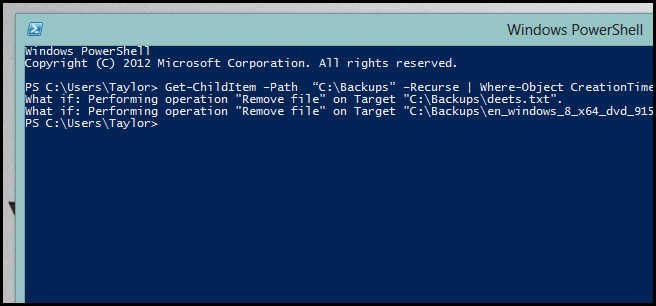 Windows PowerShell
Windows PowerShell
Copyright (C) 2012 Microsoft Corporation. All rights reserved.
PS C:\Users\Taylor> Get-ChildItem –Path  “C:\Backups” –Recurse | Where-Object CreationTime
What if: Performing operation "Remove file" on Target "C:\Backups\deets.txt".
What if: Performing operation "Remove file" on Target "C:\Backups\en_windows_8_x64_dvd_915
PS C:\Users\Taylor>